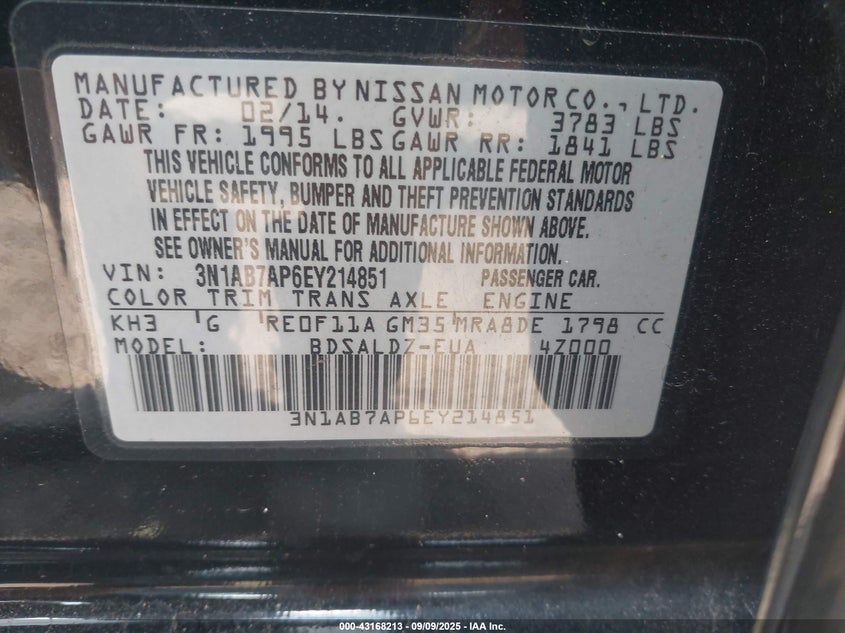 MANUFACTURED BY NISSAN MOTOR CO., LTD.
DATE: 02/14. GVWR: 3783 LBS
GAWR FR: 1995 LBS GAWR RR: 1841 LBS
THIS VEHICLE CONFORMS TO ALL APPLICABLE FEDERAL MOTOR
VEHICLE SAFETY, BUMPER AND THEFT PREVENTION STANDARDS
IN EFFECT ON THE DATE OF MANUFACTURE SHOWN ABOVE.
SEE OWNER'S MANUAL FOR ADDITIONAL INFORMATION.
VIN: 3N1AB7AP6EY214851 PASSENGER CAR.
COLOR TRIM TRANS AXLE ENGINE
KH3 G RE0F11A GM35 MRA8DE 1798 CC
MODEL: BDSALDZ-EUA 4Z000
3N1AB7AP6EY214851
000-43168213 - 09/09/2025 - IAA Inc.